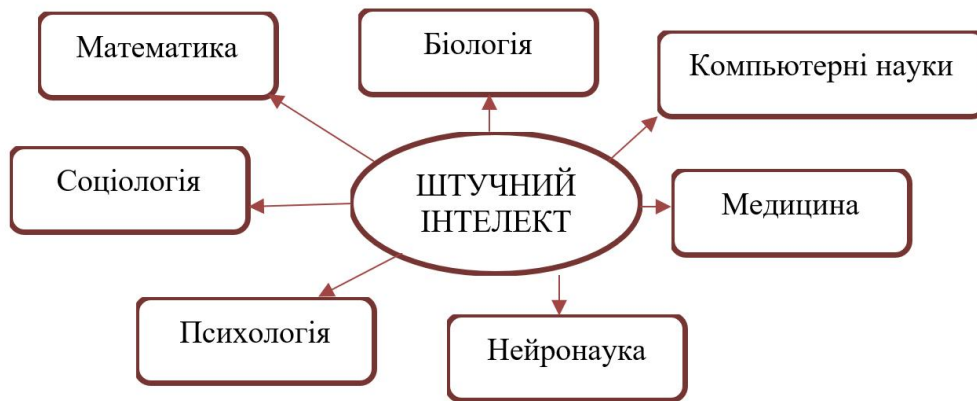 Математика
Біологія
Компьютерні науки
Соціологія
ШТУЧНИЙ
ІНТЕЛЕКТ
Медицина
Психологія
Нейронаука